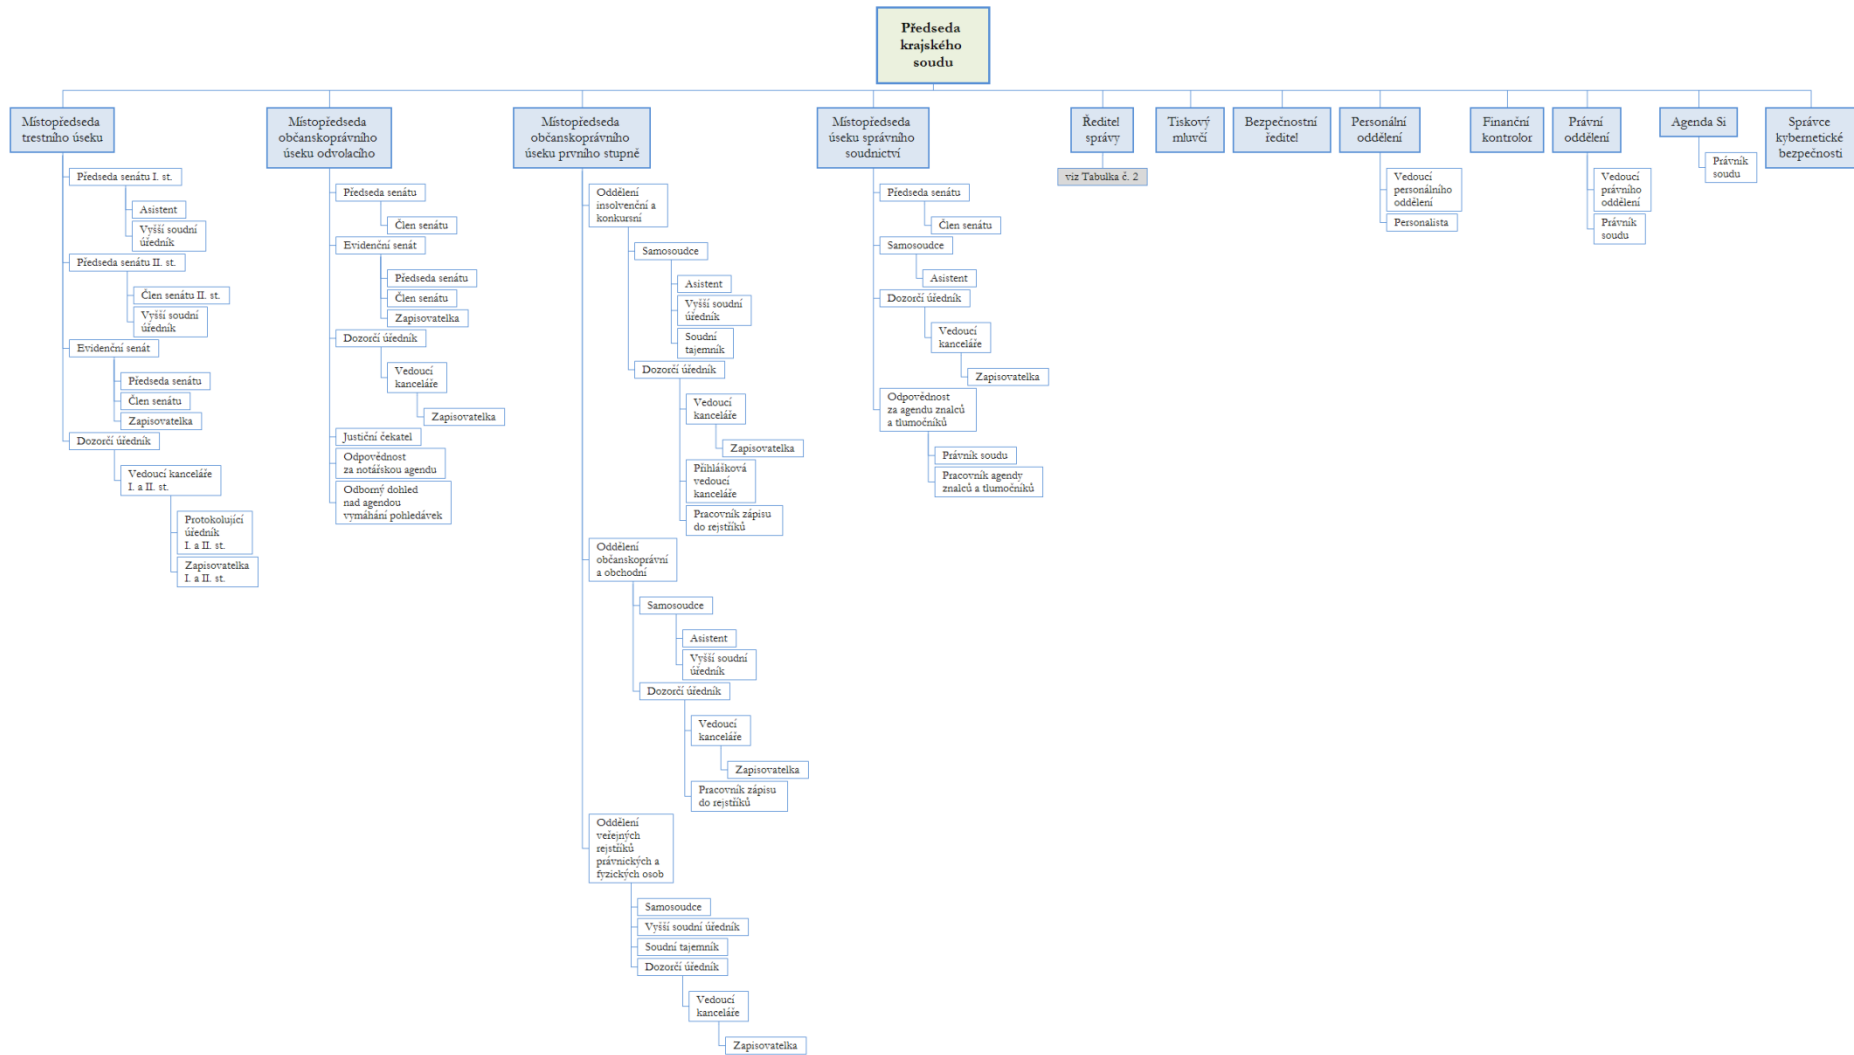 Předseda
krajského
soudu
Místopředseda
trestního úseku
Předseda senátu I. st.
Asistent
Vyšší soudní
úředník
Předseda senátu II. st.
Člen senátu II. st.
Vyšší soudní
úředník
Evidenční senát
Předseda senátu
Člen senátu
Zapisovatelka
Dozorčí úředník
Vedoucí kanceláře
I. a II. st.
Protokolující
úředník
I. a II. st.
Zapisovatelka
I. a II. st.
Místopředseda
občanskoprávního
úseku odvolacího
Předseda senátu
Člen senátu
Evidenční senát
Předseda senátu
Člen senátu
Zapisovatelka
Dozorčí úředník
Vedoucí
kanceláře
Zapisovatelka
Justiční čekatel
Odpovědnost
za notářskou agendu
Odborný dohled
nad agendou
vymáhání pohledávek
Místopředseda
občanskoprávního
úseku prvního stupně
Oddělení
insolvenční a
konkursní
Samosoudce
Asistent
Vyšší soudní
úředník
Soudní
tajemník
Dozorčí úředník
Vedoucí
kanceláře
Zapisovatelka
Přihlášková
vedoucí
kanceláře
Pracovník zápisu
do rejstříků
Oddělení
občanskoprávní
a obchodní
Samosoudce
Asistent
Vyšší soudní
úředník
Dozorčí úředník
Vedoucí
kanceláře
Zapisovatelka
Pracovník zápisu
do rejstříků
Oddělení
veřejných
rejstříků
právnických a
fyzických osob
Samosoudce
Vyšší soudní úředník
Soudní tajemník
Dozorčí úředník
Vedoucí
kanceláře
Zapisovatelka
Místopředseda
úseku správního
soudnictví
Předseda senátu
Člen senátu
Samosoudce
Asistent
Dozorčí úředník
Vedoucí
kanceláře
Zapisovatelka
Odpovědnost
za agendu znalců
a tlumočníků
Právník soudu
Pracovník agendy
znalců a tlumočníků
Ředitel
správy
viz Tabulka č. 2
Tiskový
mluvčí
Bezpečnostní
ředitel
Personální
oddělení
Vedoucí
personálního
oddělení
Personalista
Finanční
kontrolor
Právní
oddělení
Vedoucí
právního
oddělení
Právník
soudu
Agenda Si
Právník
soudu
Správce
kybernetické
bezpečnosti